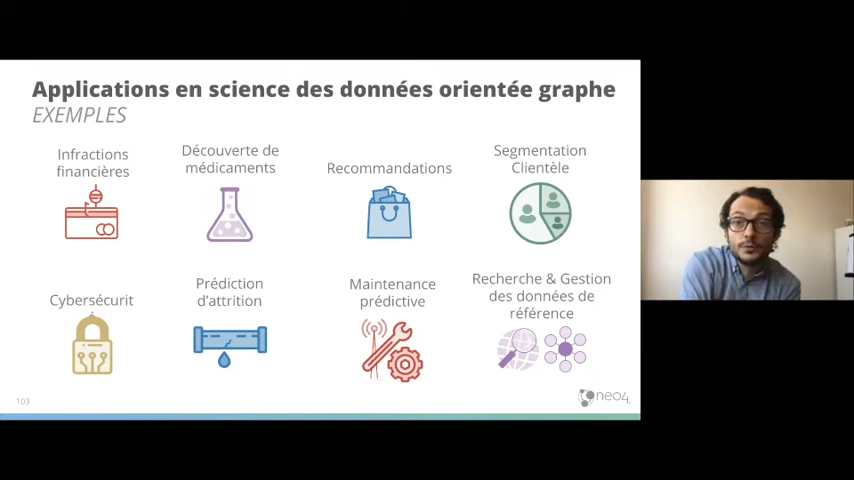 Applications en science des données orientée graphe
EXEMPLES
Infractions
financières
Découverte de
médicaments
Recommandations
Segmentation
Clientèle
Cybersécurit
é
Prédiction
d'attrition
Maintenance
prédictive
Recherche & Gestion
des données de
référence
103
neo4j